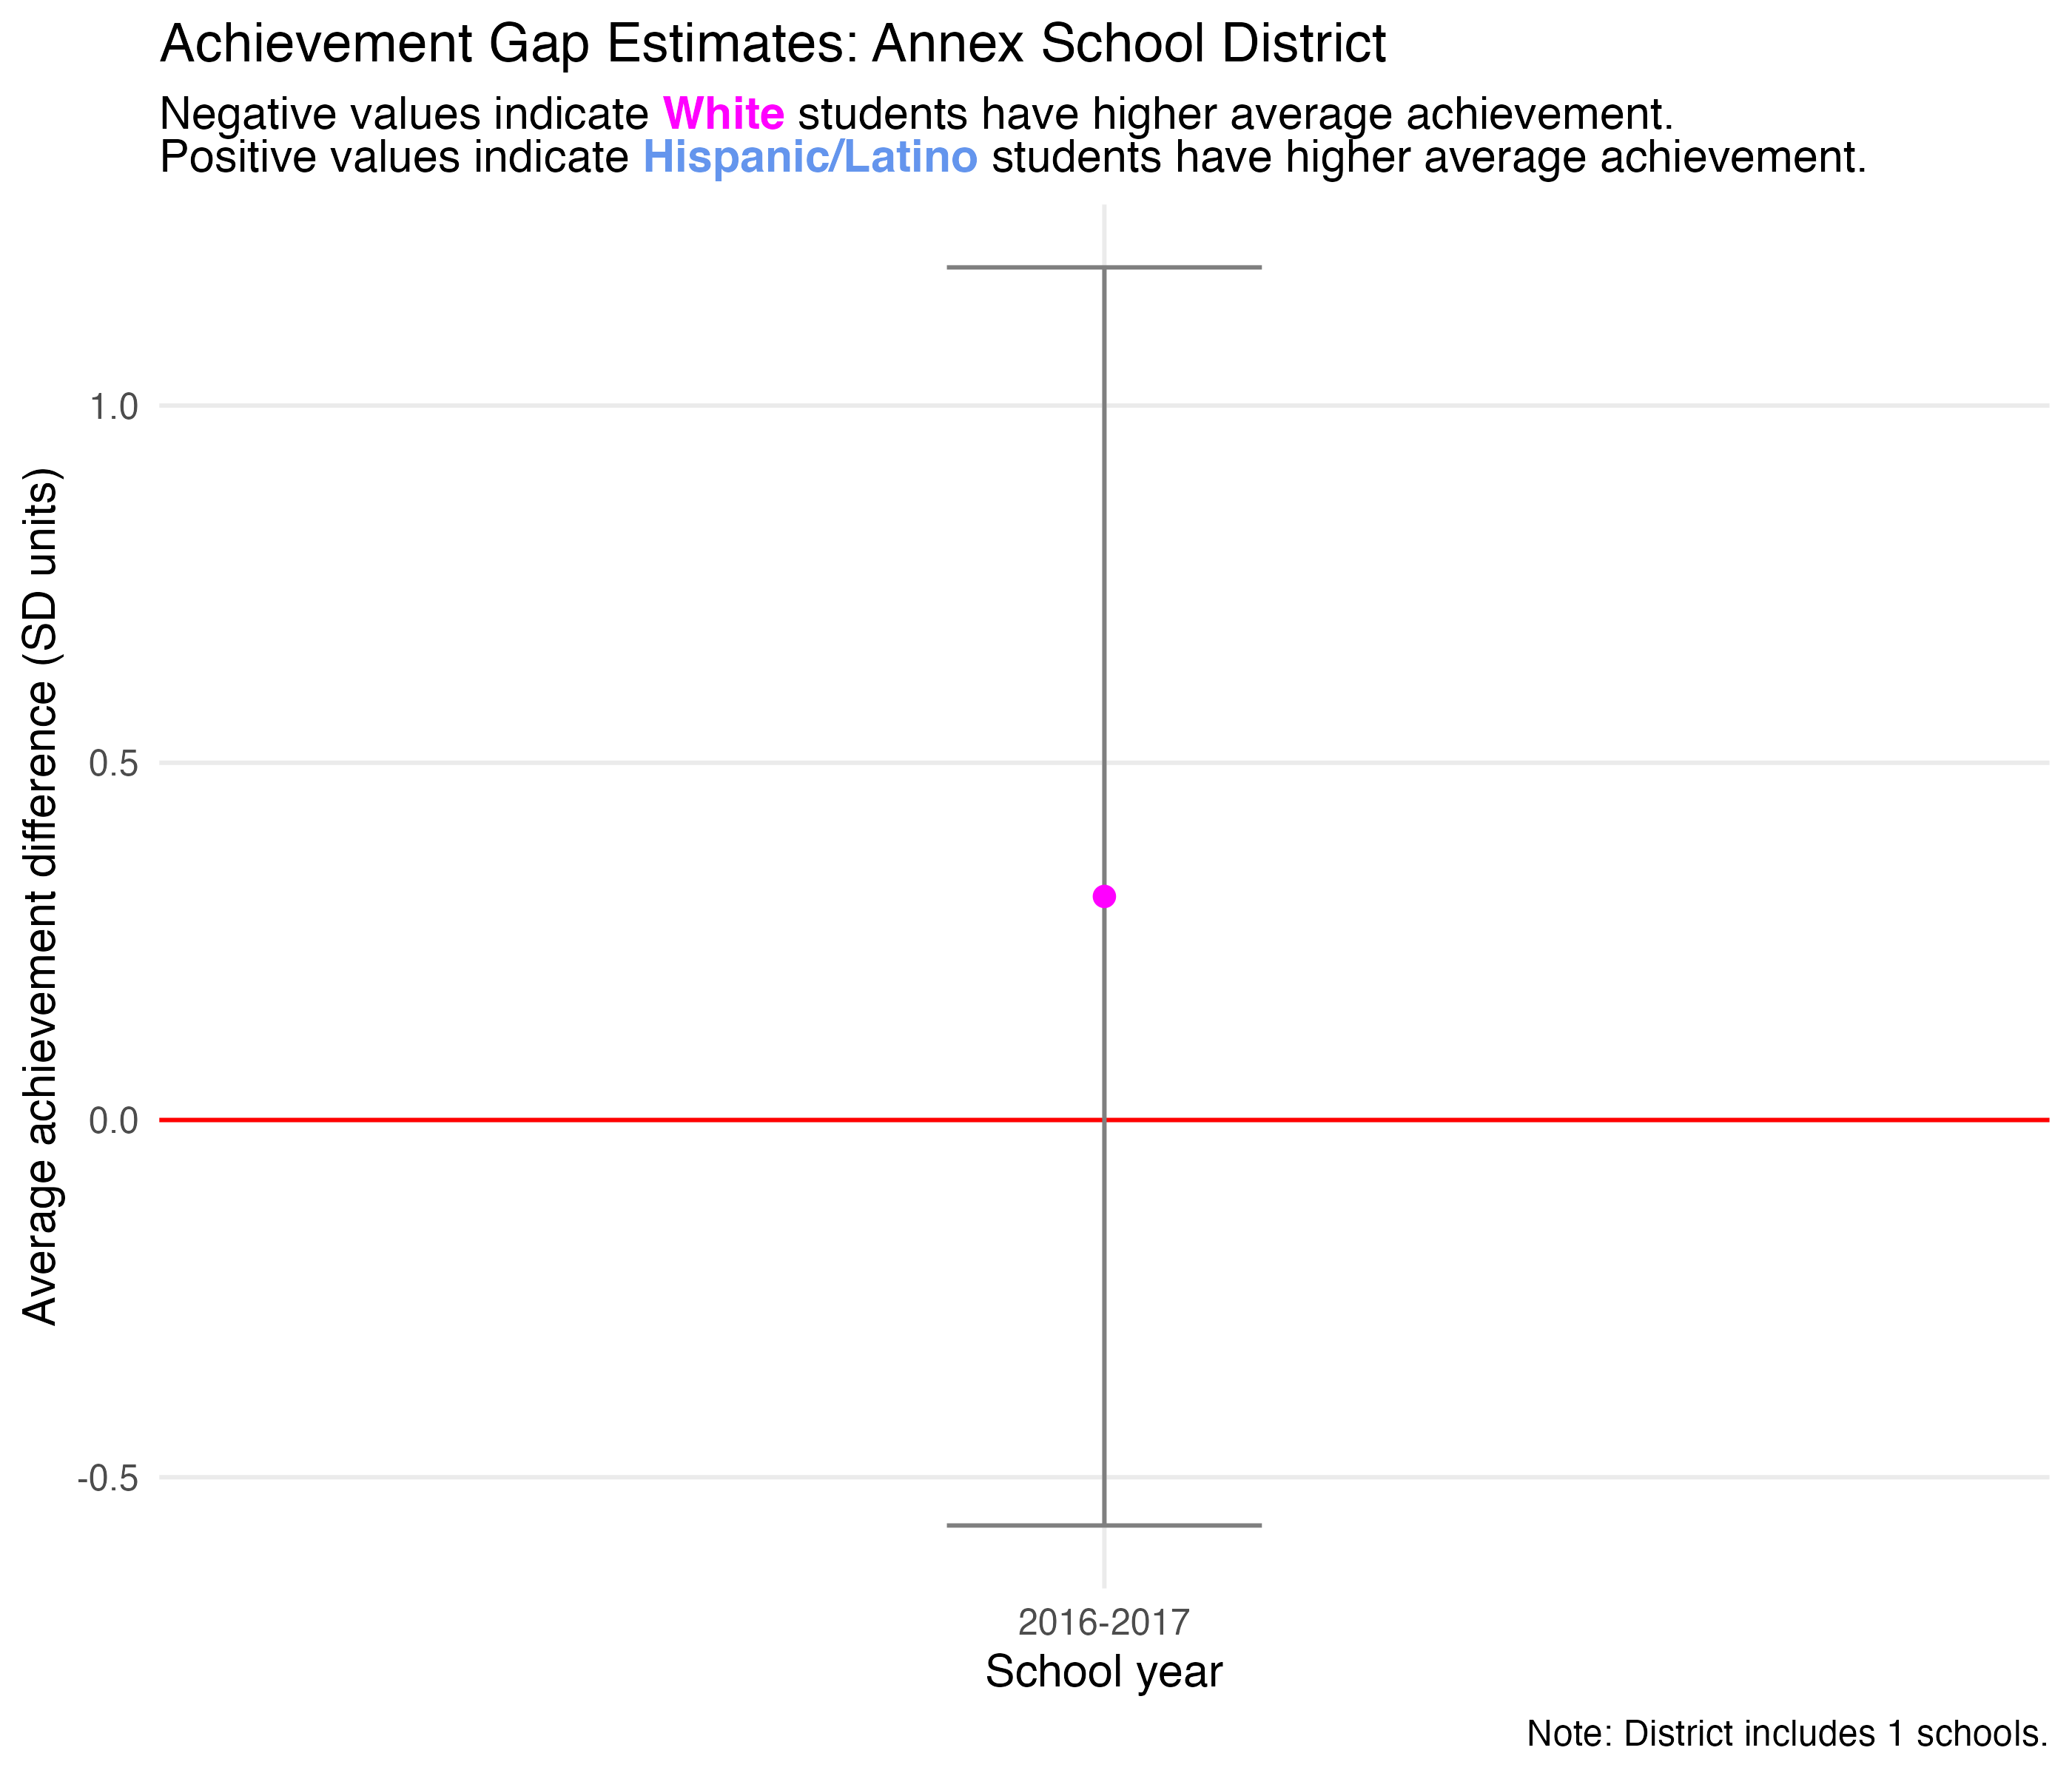 Achievement Gap Estimates: Annex School District
Negative values indicate White students have higher average achievement.
Positive values indicate Hispanic/Latino students have higher average achievement.
Average achievement difference (SD units)
1.0
0.5
0.0
-0.5
2016-2017
School year
Note: District includes 1 schools.